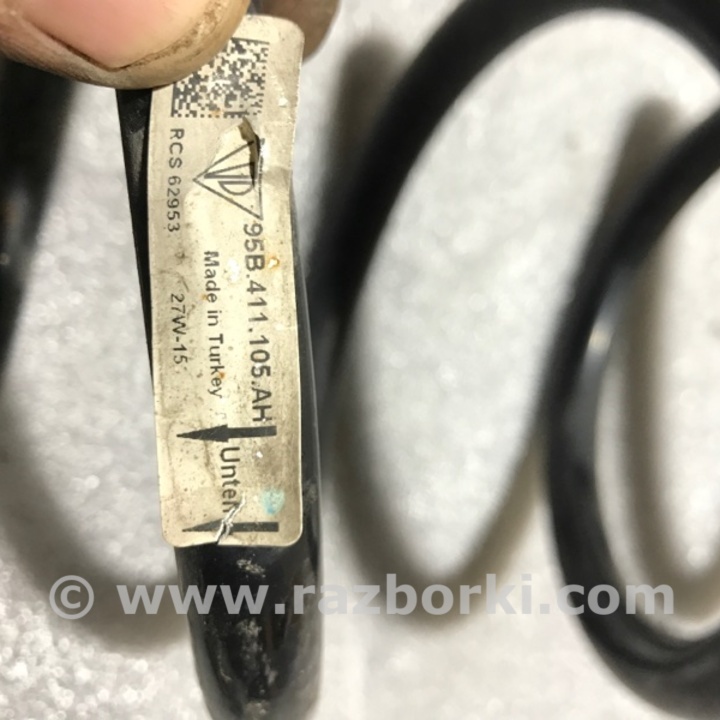 95B.411.105.AH
Made in Turkey
RCS 62953
27W-15
Unten
© www.razborki.com